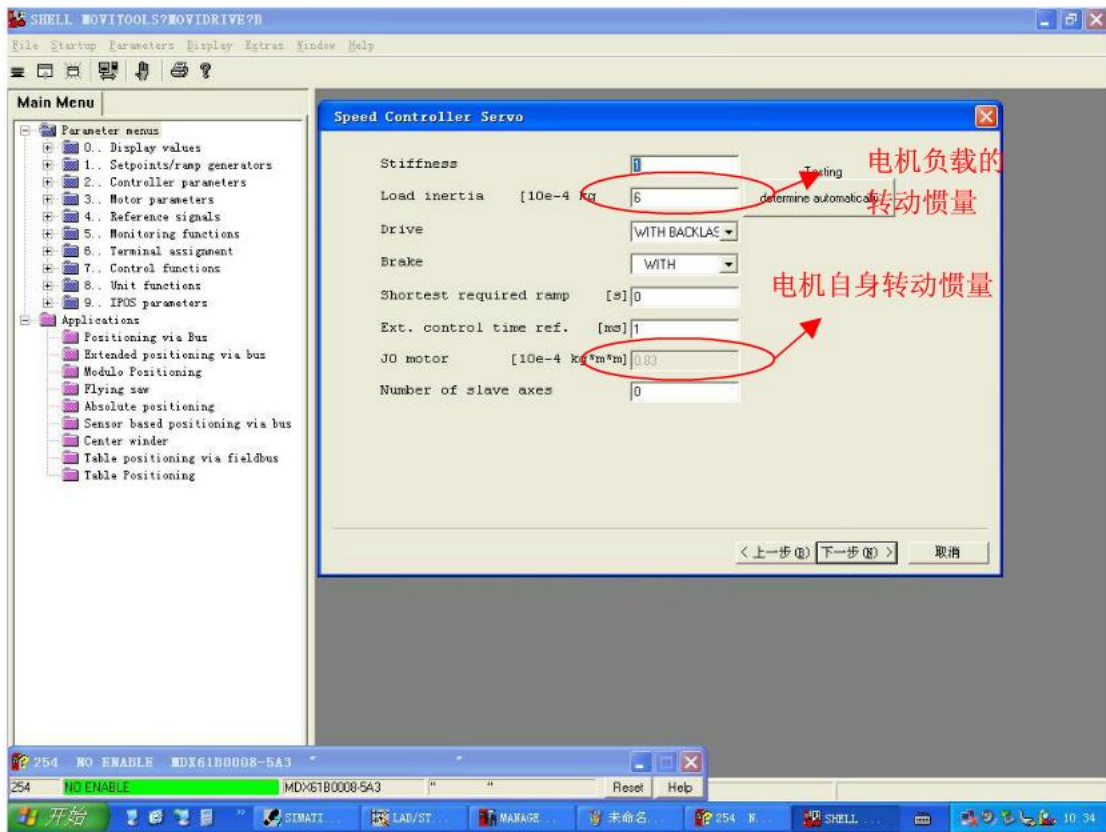 SHELL MOVITOOLS?MOVIDRIVE?B
File Startup Parameters Display Extras Window Help
Main Menu
Parameter menus
0.. Display values
1.. Setpoints/ramp generators
2.. Controller parameters
3.. Motor parameters
4.. Reference signals
5.. Monitoring functions
6.. Terminal assignment
7.. Control functions
8.. Unit functions
9.. IPOS parameters
Applications
Positioning via Bus
Extended positioning via bus
Modulo Positioning
Flying saw
Absolute positioning
Sensor based positioning via bus
Center winder
Table positioning via fieldbus
Table Positioning
Speed Controller Servo
Stiffness 1
Load inertia [10e-4 kg 6
Drive WITH BACKLAS
Brake WITH
Shortest required ramp [s] 0
Ext. control time ref. [ms] 1
J0 motor [10e-4 kg*m*m] 0.83
Number of slave axes 0
Testing
determine automatically
电机负载的
转动惯量
电机自身转动惯量
< 上一步(B) 下一步(N) > 取消
254 NO ENABLE MDX61B0008-5A3
254 NO ENABLE MDX61B0008-5A3 " " Reset Help
开始 SIMATI... LAD/ST... MANAGE... 未命名... 254 N... SHELL ... 10:34